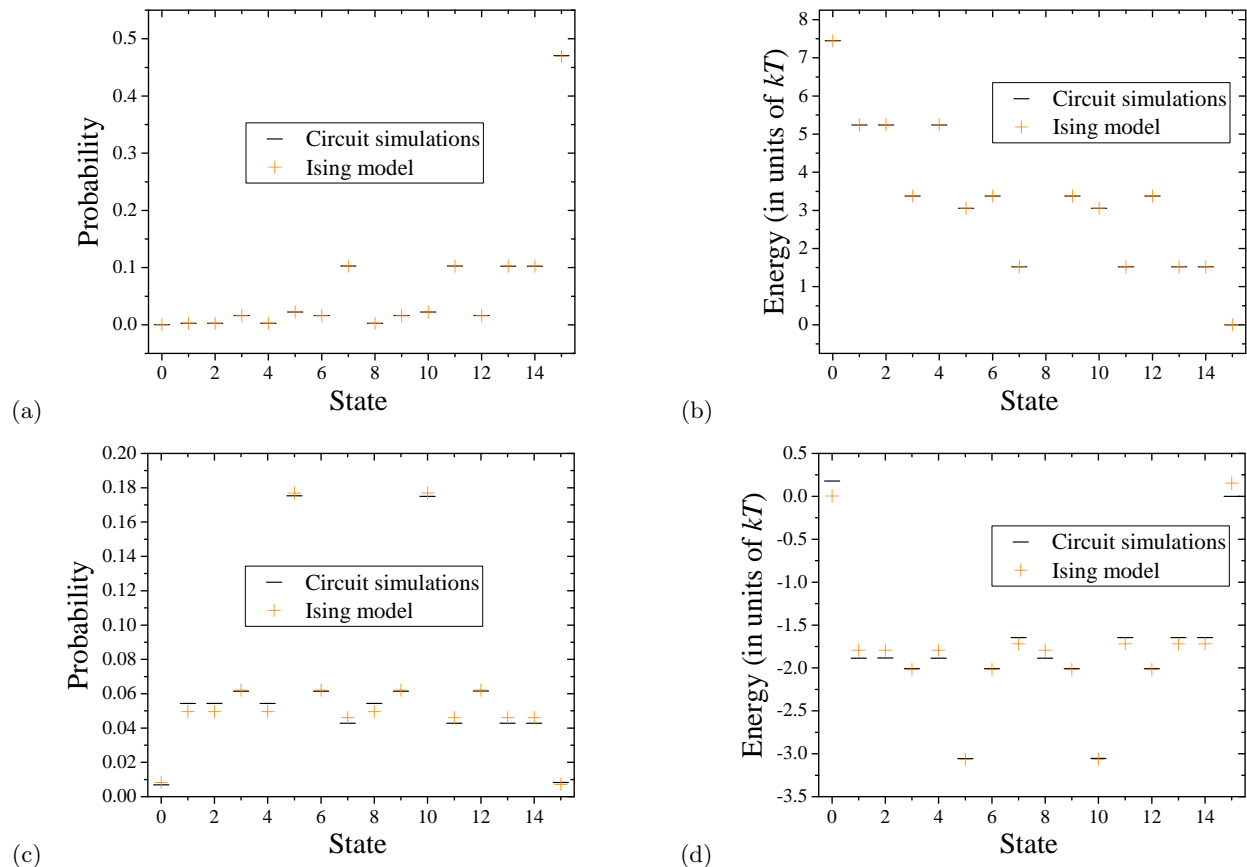 0.5
0.4
0.3
0.2
0.1
0.0
Probability
Circuit simulations
Ising model
0 2 4 6 8 10 12 14
State
(a)
8
7
6
5
4
3
2
1
0
Energy (in units of kT)
Circuit simulations
Ising model
0 2 4 6 8 10 12 14
State
(b)
0.20
0.18
0.16
0.14
0.12
0.10
0.08
0.06
0.04
0.02
0.00
Probability
Circuit simulations
Ising model
0 2 4 6 8 10 12 14
State
(c)
0.5
0.0
-0.5
-1.0
-1.5
-2.0
-2.5
-3.0
-3.5
Energy (in units of kT)
Circuit simulations
Ising model
0 2 4 6 8 10 12 14
State
(d)